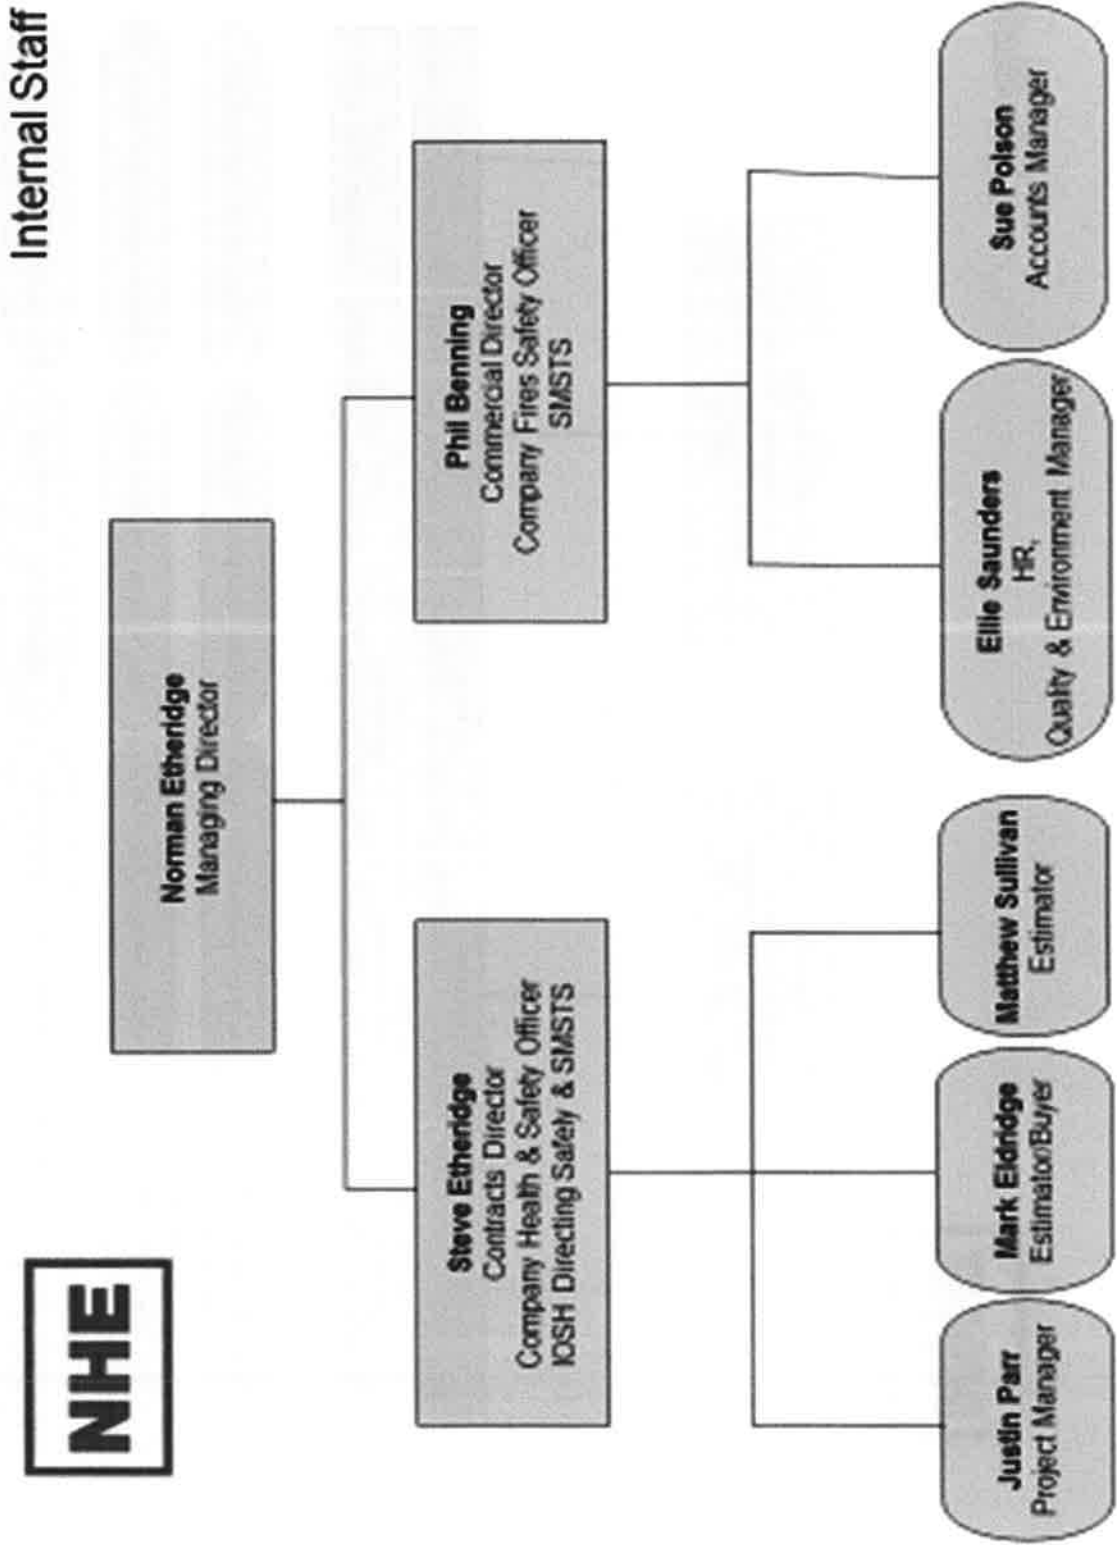 NHE
Internal Staff
Norman Etheridge
Managing Director
Steve Etheridge
Contracts Director
Company Health & Safety Officer
IOSH Directing Safely & SMSTS
Phil Benning
Commercial Director
Company Fires Safety Officer
SMSTS
Justin Parr
Project Manager
Mark Eldridge
Estimator/Buyer
Matthew Sullivan
Estimator
Ellie Saunders
HR,
Quality & Environment Manager
Sue Polson
Accounts Manager